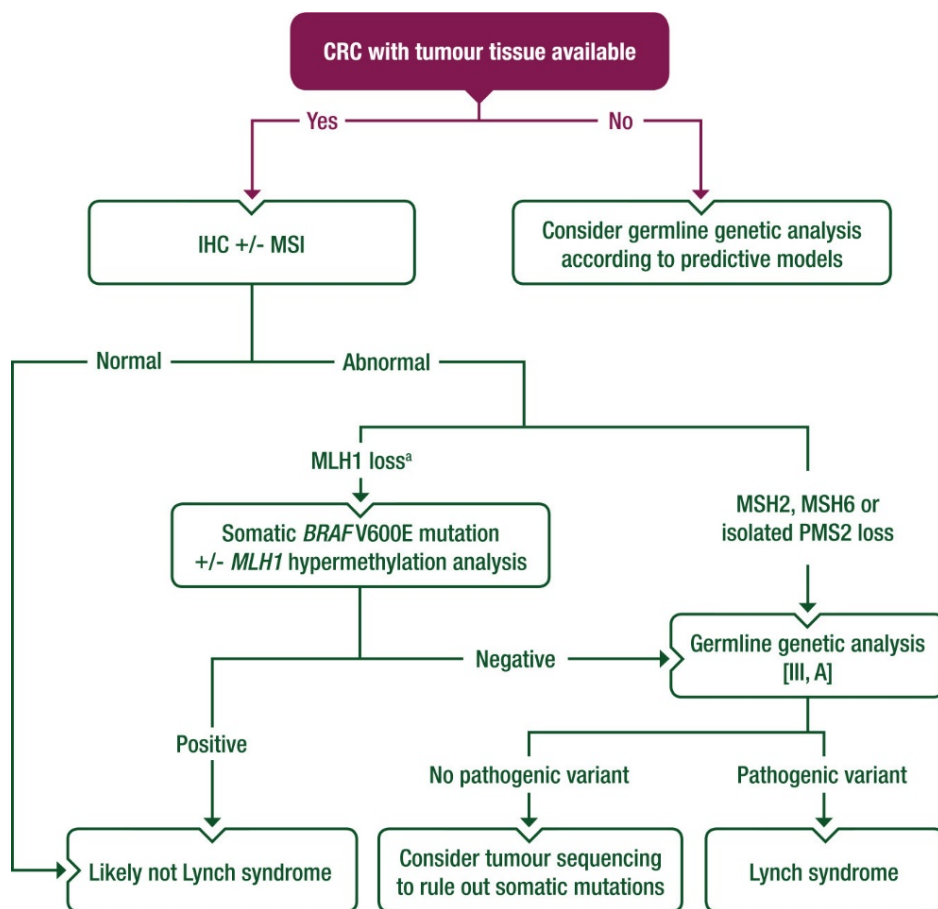 CRC with tumour tissue available
Yes
No
IHC +/- MSI
Consider germline genetic analysis
according to predictive models
Normal
Abnormal
MLH1 lossᵃ
MSH2, MSH6 or
isolated PMS2 loss
Somatic BRAF V600E mutation
+/- MLH1 hypermethylation analysis
Negative
Germline genetic analysis
[III, A]
Positive
No pathogenic variant
Pathogenic variant
Likely not Lynch syndrome
Consider tumour sequencing
to rule out somatic mutations
Lynch syndrome